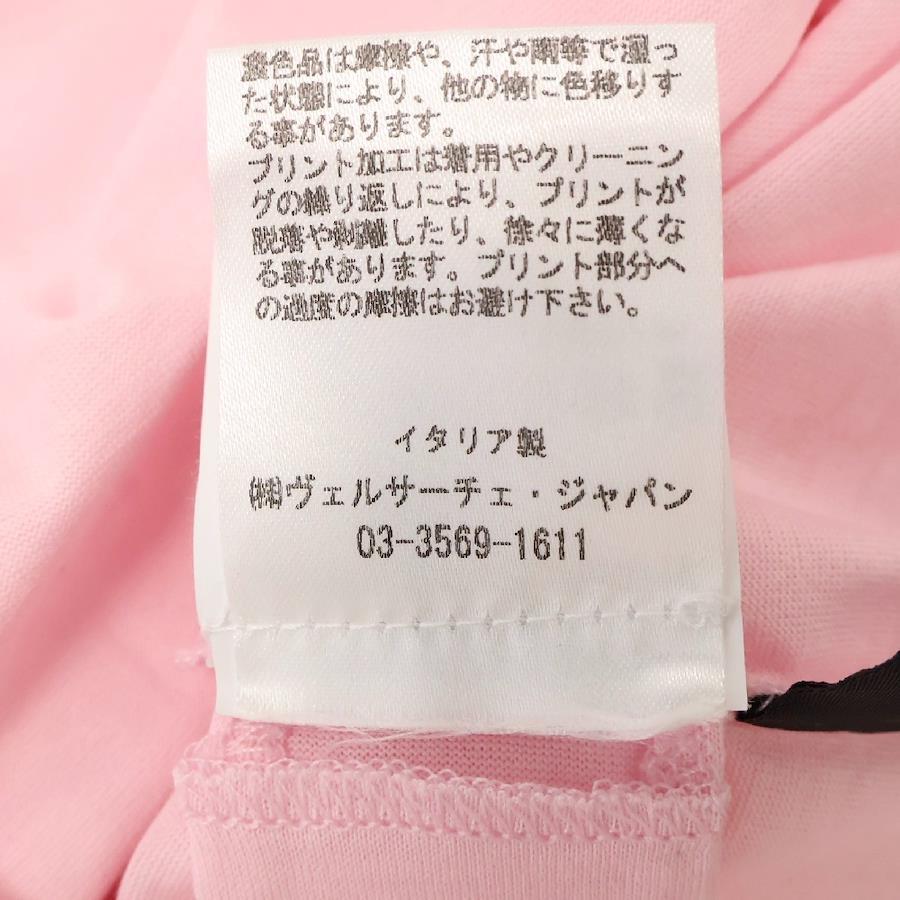 濃色品は摩擦や、汗や雨等で湿っ
た状態により、他の物に色移りす
る事があります。
プリント加工は着用やクリーニン
グの繰り返しにより、プリントが
脱落や剥離したり、徐々に薄くな
る事があります。プリント部分へ
の過度の摩擦はお避け下さい。
イタリア製
㈱ヴェルサーチェ・ジャパン
03-3569-1611